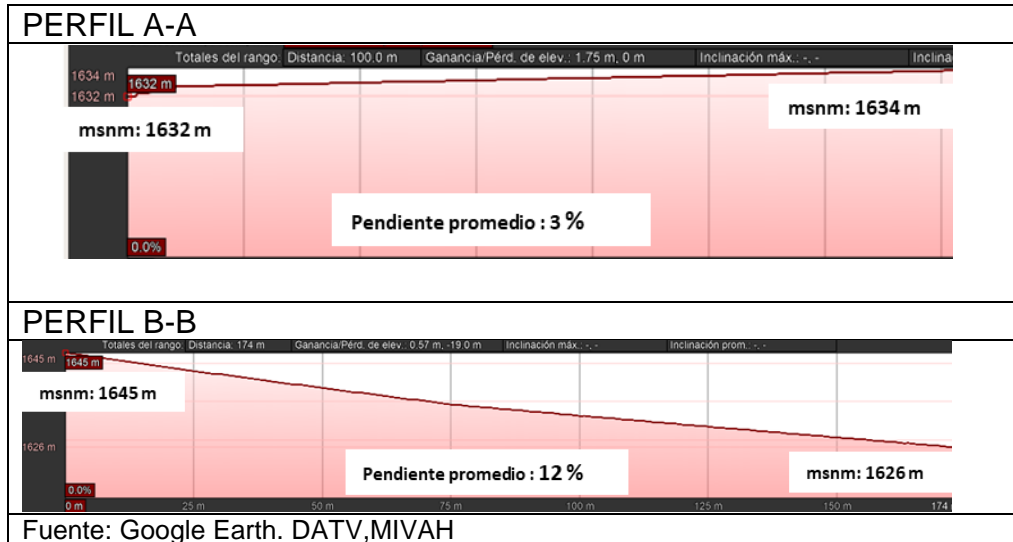 PERFIL A-A
Totales del rango: Distancia: 100,0 m Ganancia/Pérd. de elev.: 1.75 m, 0 m Inclinación máx.: -, - Inclina
1634 m
1632 m
1632 m
msnm: 1632 m
msnm: 1634 m
Pendiente promedio : 3 %
0.0%
PERFIL B-B
Totales del rango: Distancia: 174 m Ganancia/Pérd. de elev.: 0,57 m, -19,0 m Inclinación máx.: -, - Inclinación prom.: -, -
1645 m
1645 m
msnm: 1645 m
1626 m
Pendiente promedio : 12 %
msnm: 1626 m
0.0%
0 m 25 m 50 m 75 m 100 m 125 m 150 m 174
Fuente: Google Earth. DATV,MIVAH